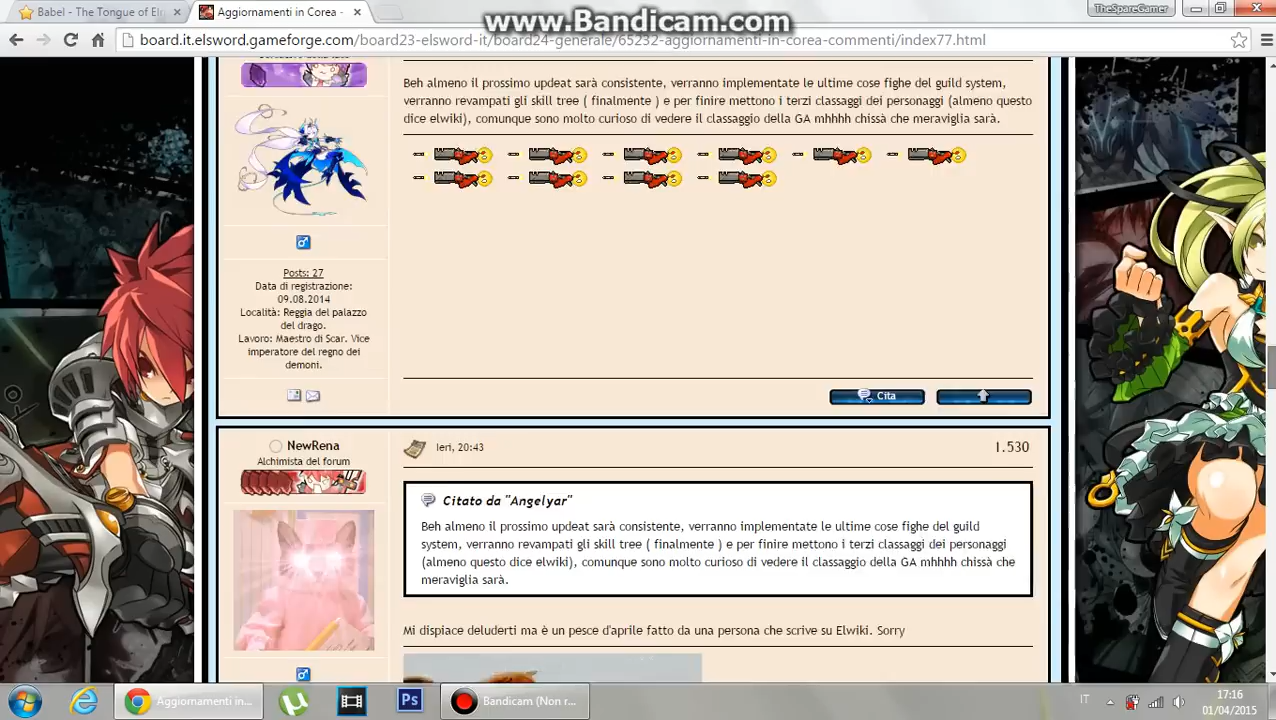 www.Bandicam.com
Babel - The Tongue of Elr
Aggiornamenti in Corea -
TheSpareGamer
board.it.elsword.gameforge.com/board23-elsword-it/board24-generale/65232-aggiornamenti-in-corea-commenti/index77.html
Beh almeno il prossimo updeat sarà consistente, verranno implementate le ultime cose fighe del guild system,
verranno revampati gli skill tree ( finalmente ) e per finire mettono i terzi classaggi dei personaggi (almeno questo
dice elwiki), comunque sono molto curioso di vedere il classaggio della GA mhhhh chissà che meraviglia sarà.
Posts: 27
Data di registrazione:
09.08.2014
Località: Reggia del palazzo
del drago.
Lavoro: Maestro di Scar. Vice
imperatore del regno dei
demoni.
Cita
NewRena
Alchimista del forum
Ieri, 20:43
1.530
Citato da "Angelyar"
Beh almeno il prossimo updeat sarà consistente, verranno implementate le ultime cose fighe del guild
system, verranno revampati gli skill tree ( finalmente ) e per finire mettono i terzi classaggi dei personaggi
(almeno questo dice elwiki), comunque sono molto curioso di vedere il classaggio della GA mhhhh chissà che
meraviglia sarà.
Mi dispiace deluderti ma è un pesce d'aprile fatto da una persona che scrive su Elwiki. Sorry
Aggiornamenti in...
Ps
Bandicam (Non r...
IT
17:16
01/04/2015